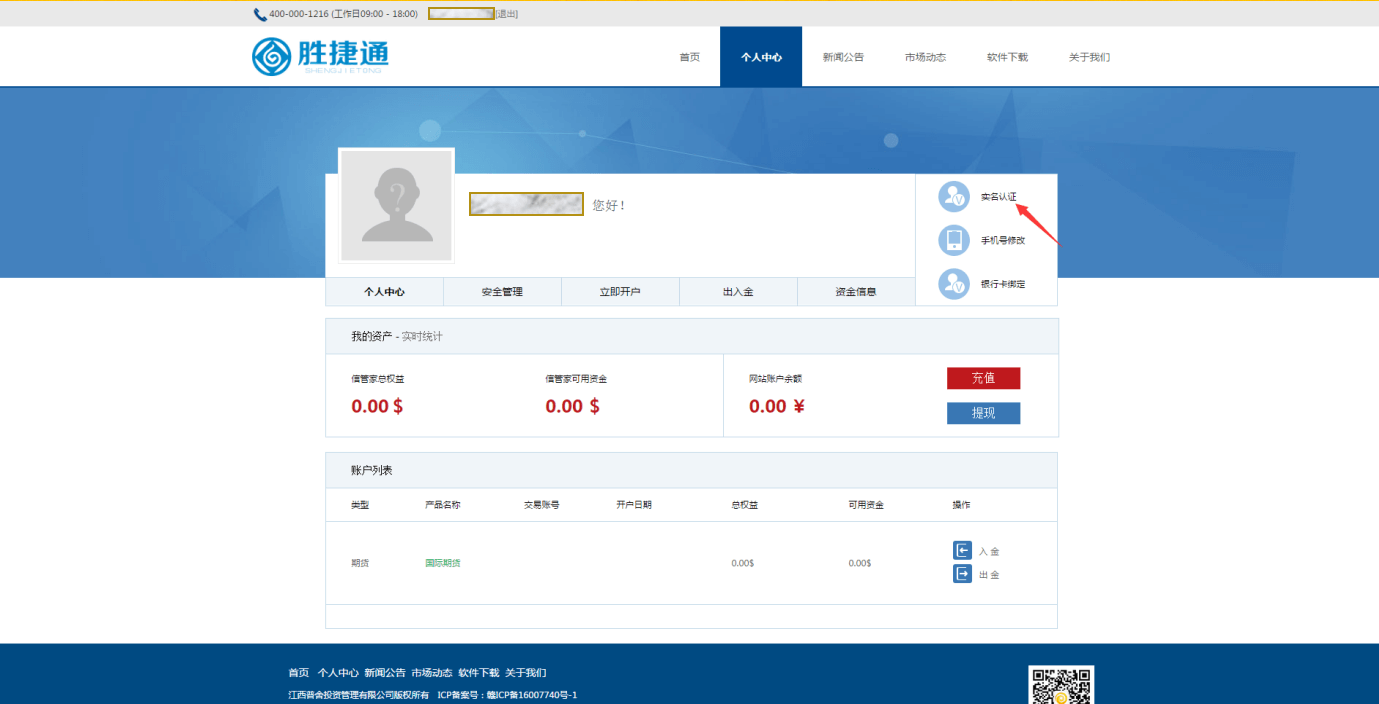 400-000-1216 (工作日09:00 - 18:00) [退出]
胜捷通
SHENGJIETONG
首页 个人中心 新闻公告 市场动态 软件下载 关于我们
?
您好！
实名认证
手机号修改
银行卡绑定
个人中心 安全管理 立即开户 出入金 资金信息
我的资产 - 实时统计
信管家总权益 信管家可用资金 网站账户余额 充值
0.00 $ 0.00 $ 0.00 ¥ 提现
账户列表
类型 产品名称 交易账号 开户日期 总权益 可用资金 操作
期货 国际期货 0.00$ 0.00$ 入 金
出 金
首页 个人中心 新闻公告 市场动态 软件下载 关于我们
江西普舍投资管理有限公司版权所有 ICP备案号：赣ICP备16007740号-1